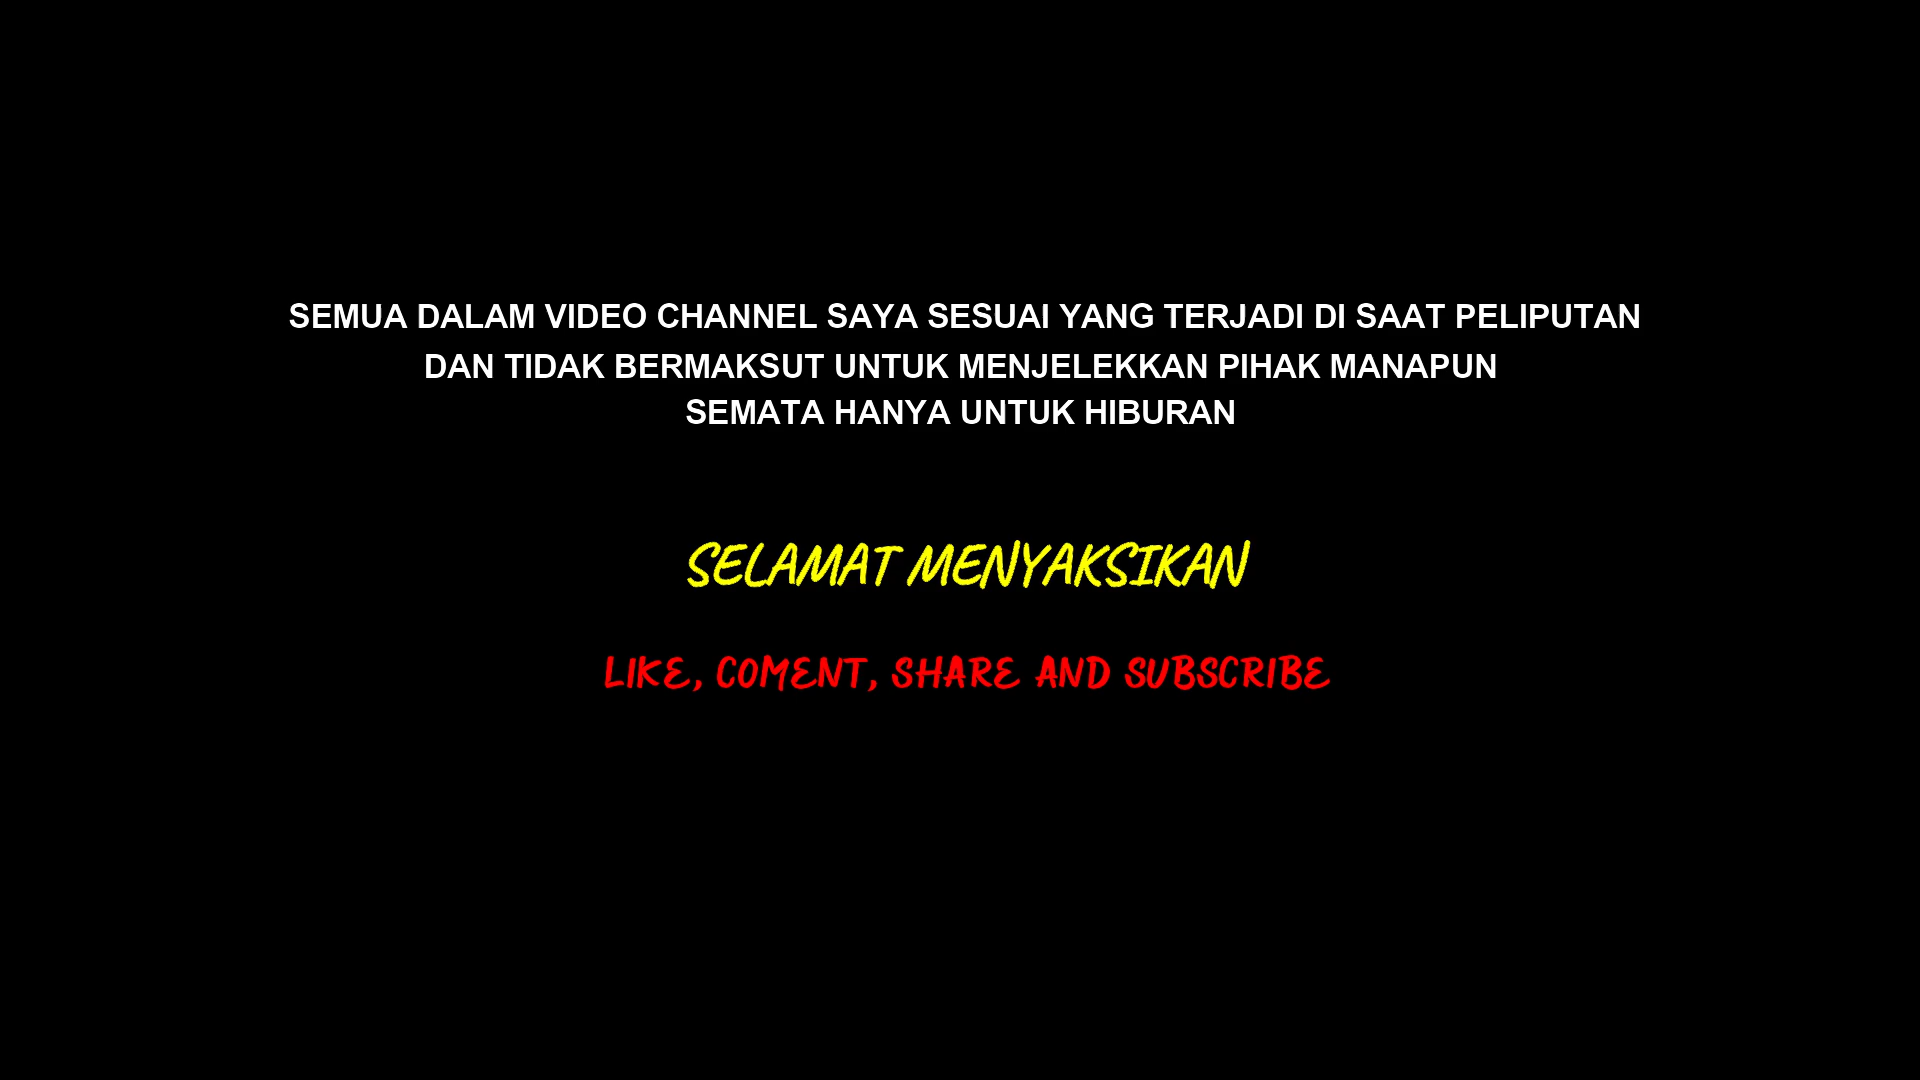 SEMUA DALAM VIDEO CHANNEL SAYA SESUAI YANG TERJADI DI SAAT PELIPUTAN
DAN TIDAK BERMAKSUT UNTUK MENJELEKKAN PIHAK MANAPUN
SEMATA HANYA UNTUK HIBURAN
SELAMAT MENYAKSIKAN
LIKE, COMENT, SHARE AND SUBSCRIBE